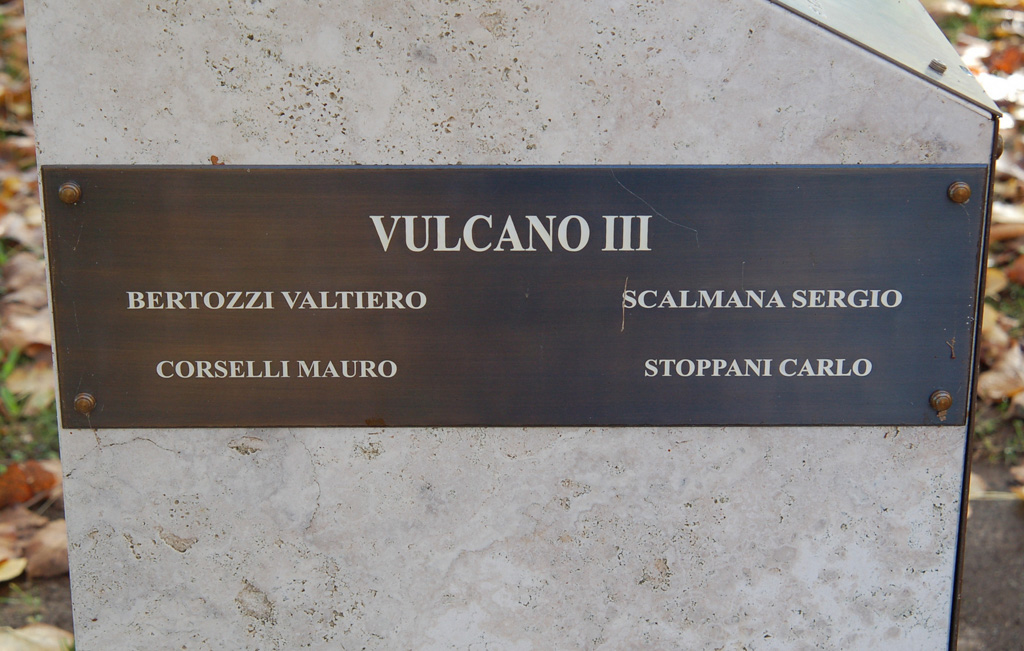 VULCANO III
BERTOZZI VALTIERO SCALMANA SERGIO
CORSELLI MAURO STOPPANI CARLO